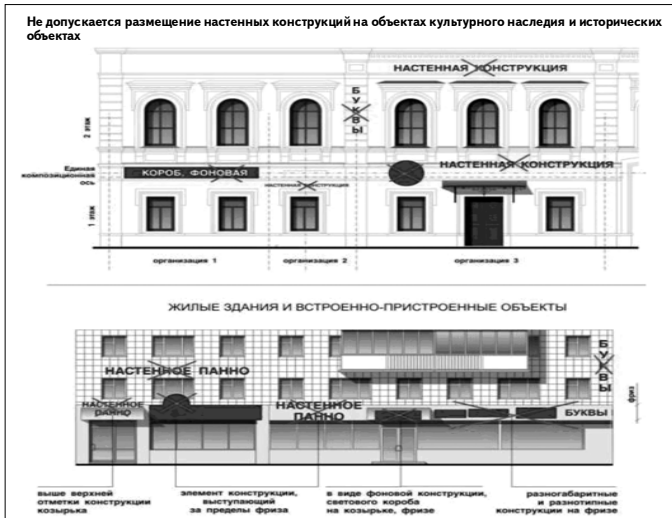 Не допускается размещение настенных конструкций на объектах культурного наследия и исторических
объектах
НАСТЕННАЯ КОНСТРУКЦИЯ
БУКВЫ
2 этаж
Единая
композиционная
ось
КОРОБ, ФОНОВАЯ
НАСТЕННАЯ КОНСТРУКЦИЯ
НАСТЕННАЯ КОНСТРУКЦИЯ
1 этаж
организация 1
организация 2
организация 3
ЖИЛЫЕ ЗДАНИЯ И ВСТРОЕННО-ПРИСТРОЕННЫЕ ОБЪЕКТЫ
БУКВЫ
НАСТЕННОЕ ПАННО
НАСТЕННОЕ
ПАННО
НАСТЕННОЕ
ПАННО
БУКВЫ
фриз
выше верхней
отметки конструкции
козырька
элемент конструкции,
выступающий
за пределы фриза
в виде фоновой конструкции,
светового короба
на козырьке, фризе
разногабаритные
и разнотипные
конструкции на фризе